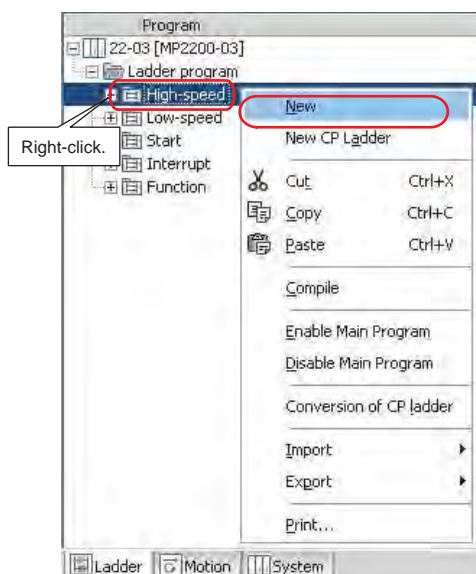 Program
22-03 [MP2200-03]
Ladder program
High-speed
Low-speed
Start
Interrupt
Function
Right-click.
New
New CP Ladder
Cut Ctrl+X
Copy Ctrl+C
Paste Ctrl+V
Compile
Enable Main Program
Disable Main Program
Conversion of CP ladder
Import
Export
Print...
Ladder Motion System